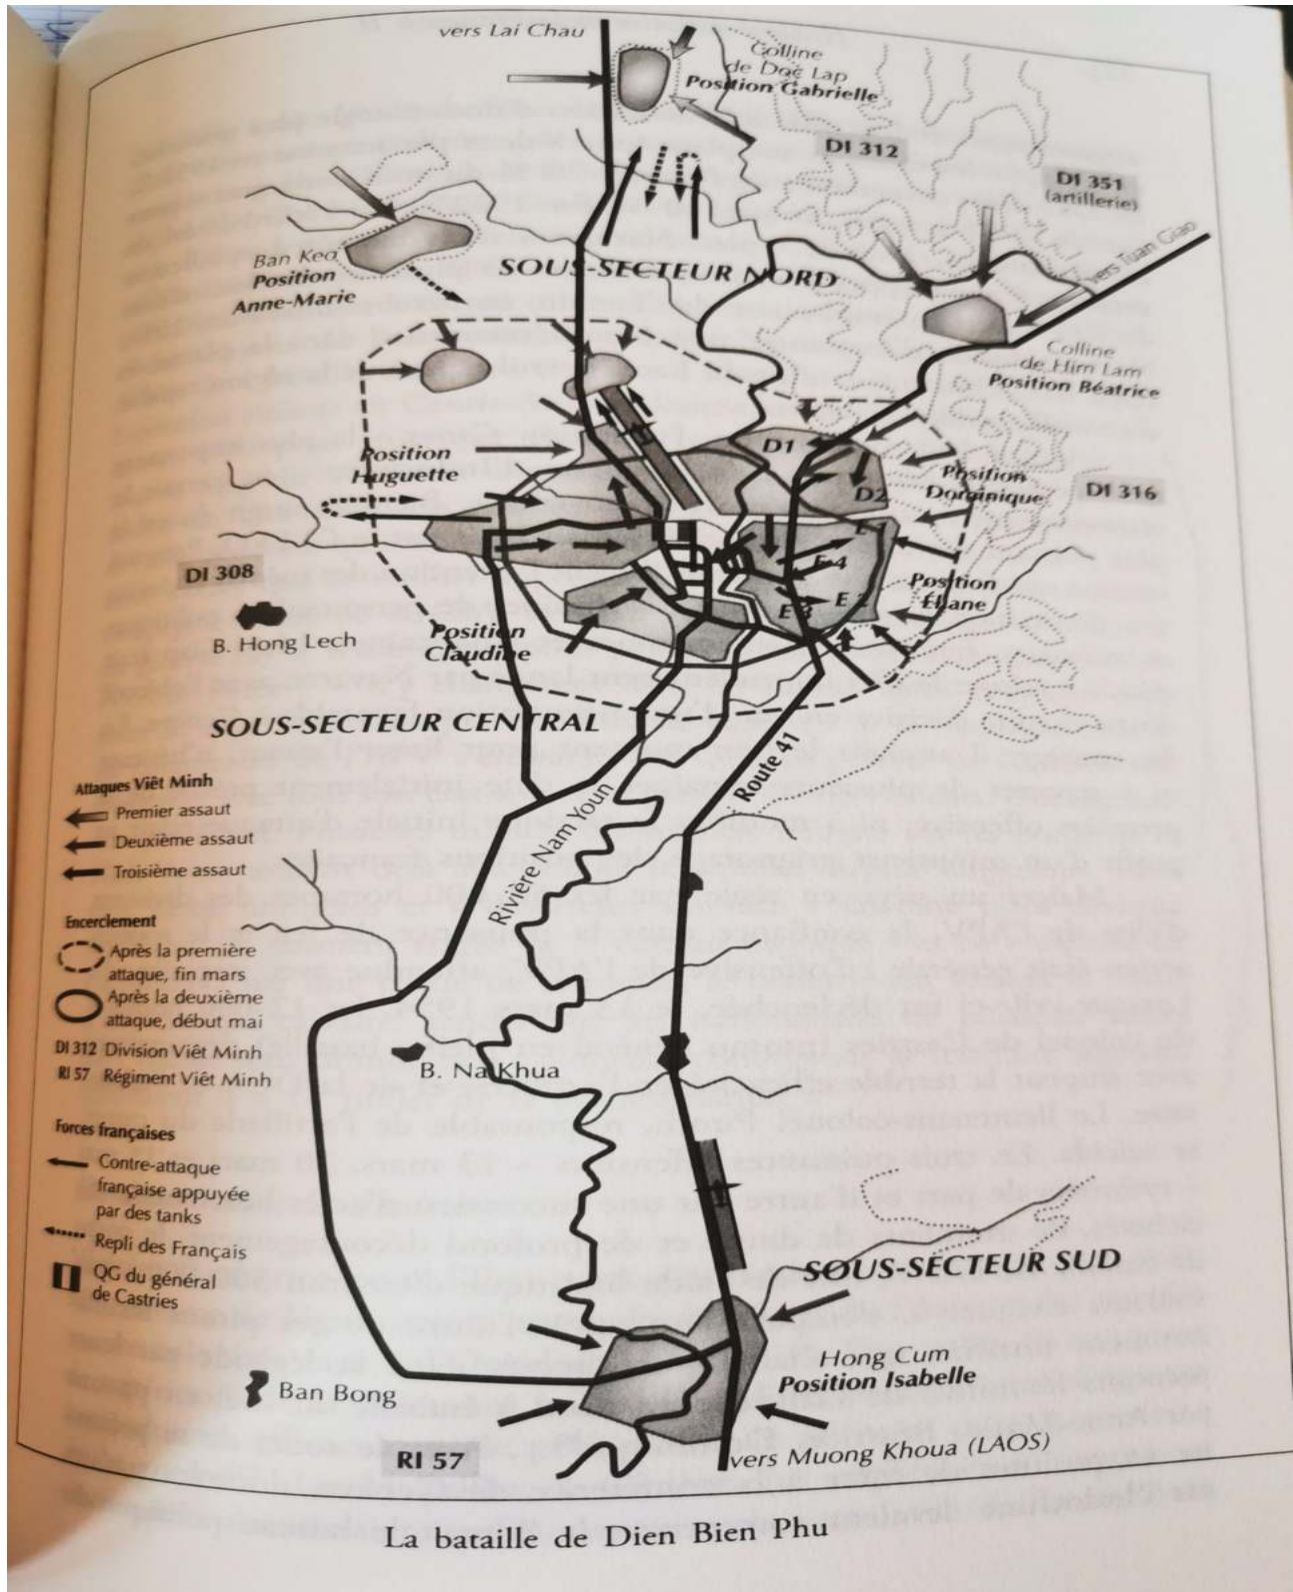 vers Lai Chau
Colline
de Doc Lap
Position Gabrielle
DI 312
DI 351
(artillerie)
vers Tuan Giao
Ban Keo
Position
Anne-Marie
SOUS-SECTEUR NORD
Colline
de Him Lam
Position Béatrice
Position
Huguette
D1
D2
Position
Dominique
DI 316
E 1
E 4
E 2
E 3
Position
Éliane
DI 308
B. Hong Lech
Position
Claudine
SOUS-SECTEUR CENTRAL
Route 41
Rivière Nam Youn
Attaques Viêt Minh
Premier assaut
Deuxième assaut
Troisième assaut
Encerclement
Après la première
attaque, fin mars
Après la deuxième
attaque, début mai
DI 312 Division Viêt Minh
RI 57 Régiment Viêt Minh
B. Na Khua
Forces françaises
Contre-attaque
française appuyée
par des tanks
Repli des Français
QG du général
de Castries
SOUS-SECTEUR SUD
Hong Cum
Position Isabelle
Ban Bong
RI 57
vers Muong Khoua (LAOS)
La bataille de Dien Bien Phu